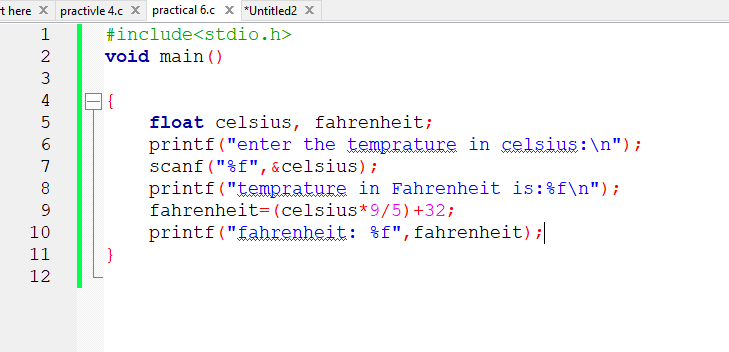 rt here practivle 4.c practical 6.c *Untitled2
1 #include<stdio.h>
2 void main()
3
4 {
5 float celsius, fahrenheit;
6 printf("enter the temprature in celsius:\n");
7 scanf("%f",&celsius);
8 printf("temprature in Fahrenheit is:%f\n");
9 fahrenheit=(celsius*9/5)+32;
10 printf("fahrenheit: %f",fahrenheit);
11 }
12